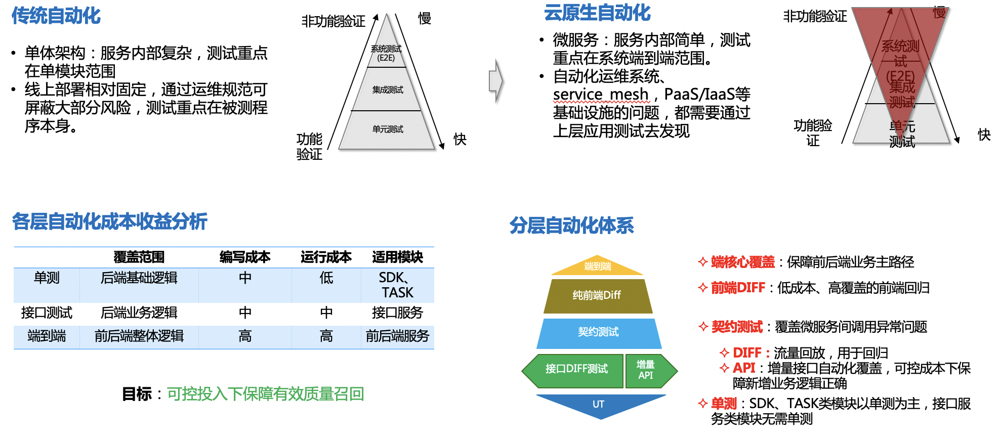 传统自动化
• 单体架构：服务内部复杂，测试重点
在单模块范围
• 线上部署相对固定，通过运维规范可
屏蔽大部分风险，测试重点在被测程
序本身。
非功能验证
慢
系统测试
(E2E)
集成测试
单元测试
功能
验证
快
云原生自动化
• 微服务：服务内部简单，测试
重点在系统端到端范围。
• 自动化运维系统、
service mesh，PaaS/IaaS等
基础设施的问题，都需要通过
上层应用测试去发现
非功能验证
慢
系统测
试
(E2E)
集成
测试
单元
测试
功能验
证
快
各层自动化成本收益分析
覆盖范围 编写成本 运行成本 适用模块
单测 后端基础逻辑 中 低 SDK、
TASK
接口测试 后端业务逻辑 中 中 接口服务
端到端 前后端整体逻辑 高 高 前后端服务
目标：可控投入下保障有效质量召回
分层自动化体系
端到端
纯前端Diff
契约测试
接口DIFF测试
增量
API
UT
端核心覆盖：保障前后端业务主路径
前端DIFF：低成本、高覆盖的前端回归
契约测试：覆盖微服务间调用异常问题
DIFF：流量回放，用于回归
API：增量接口自动化覆盖，可控成本下保
障新增业务逻辑正确
单测：SDK、TASK类模块以单测为主，接口服
务类模块无需单测